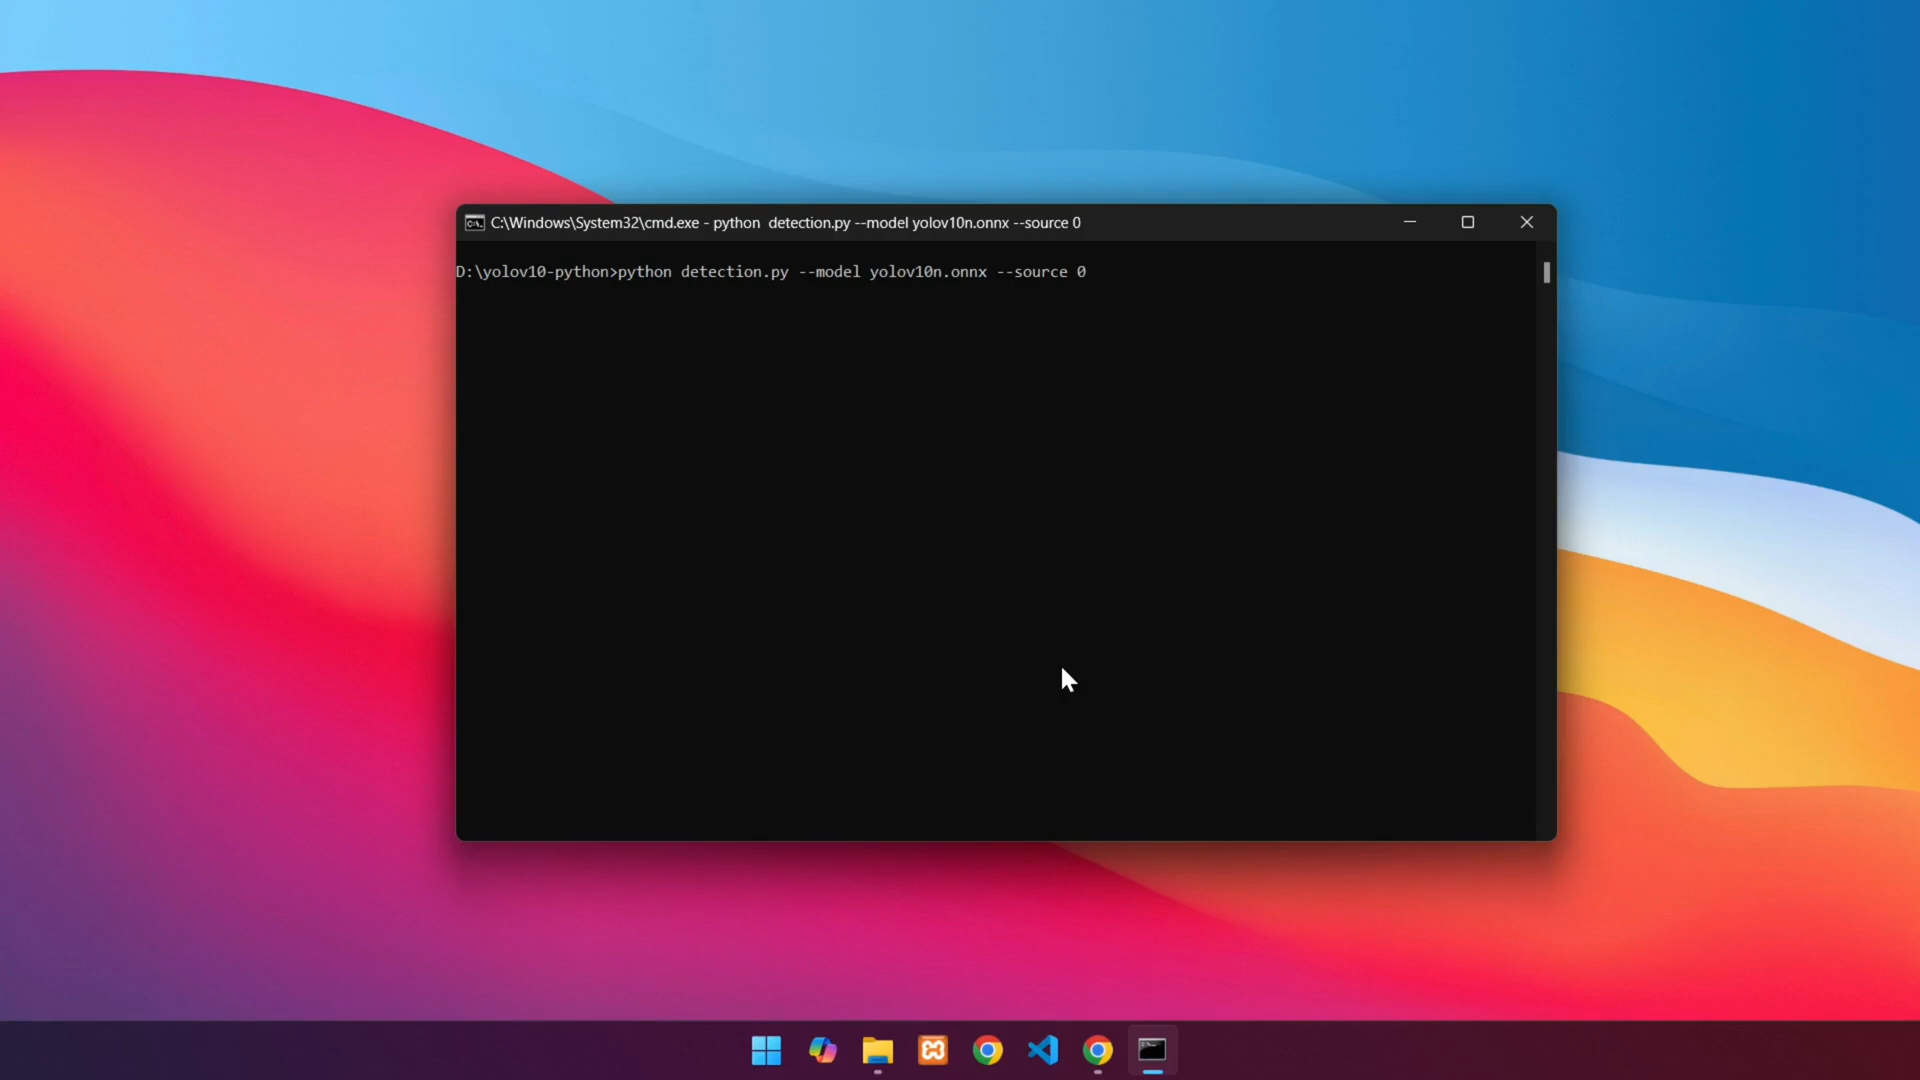 C:\Windows\System32\cmd.exe - python  detection.py --model yolov10n.onnx --source 0
D:\yolov10-python>python detection.py --model yolov10n.onnx --source 0